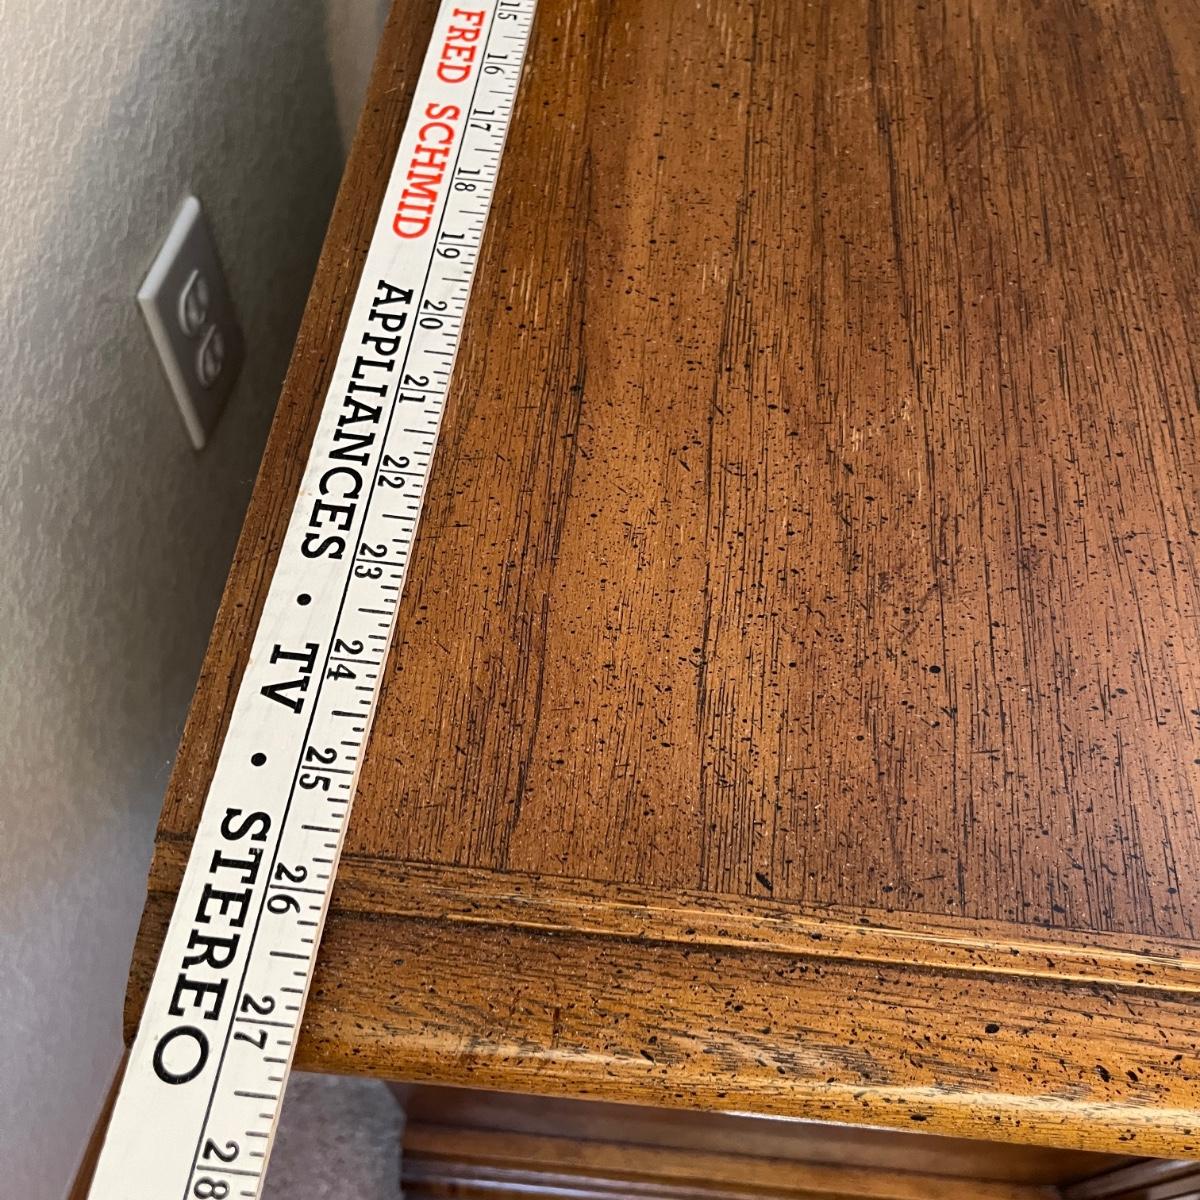 FRED SCHMID APPLIANCES · TV · STEREO
15 16 17 18 19 20 21 22 23 24 25 26 27 28